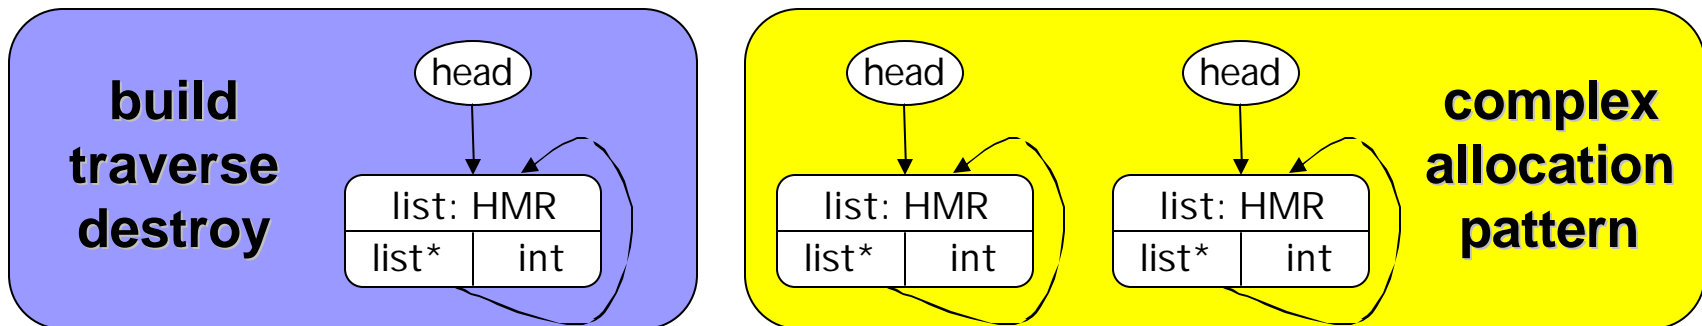 build
traverse
destroy
head
list: HMR
list* int
head
list: HMR
list* int
head
list: HMR
list* int
complex
allocation
pattern